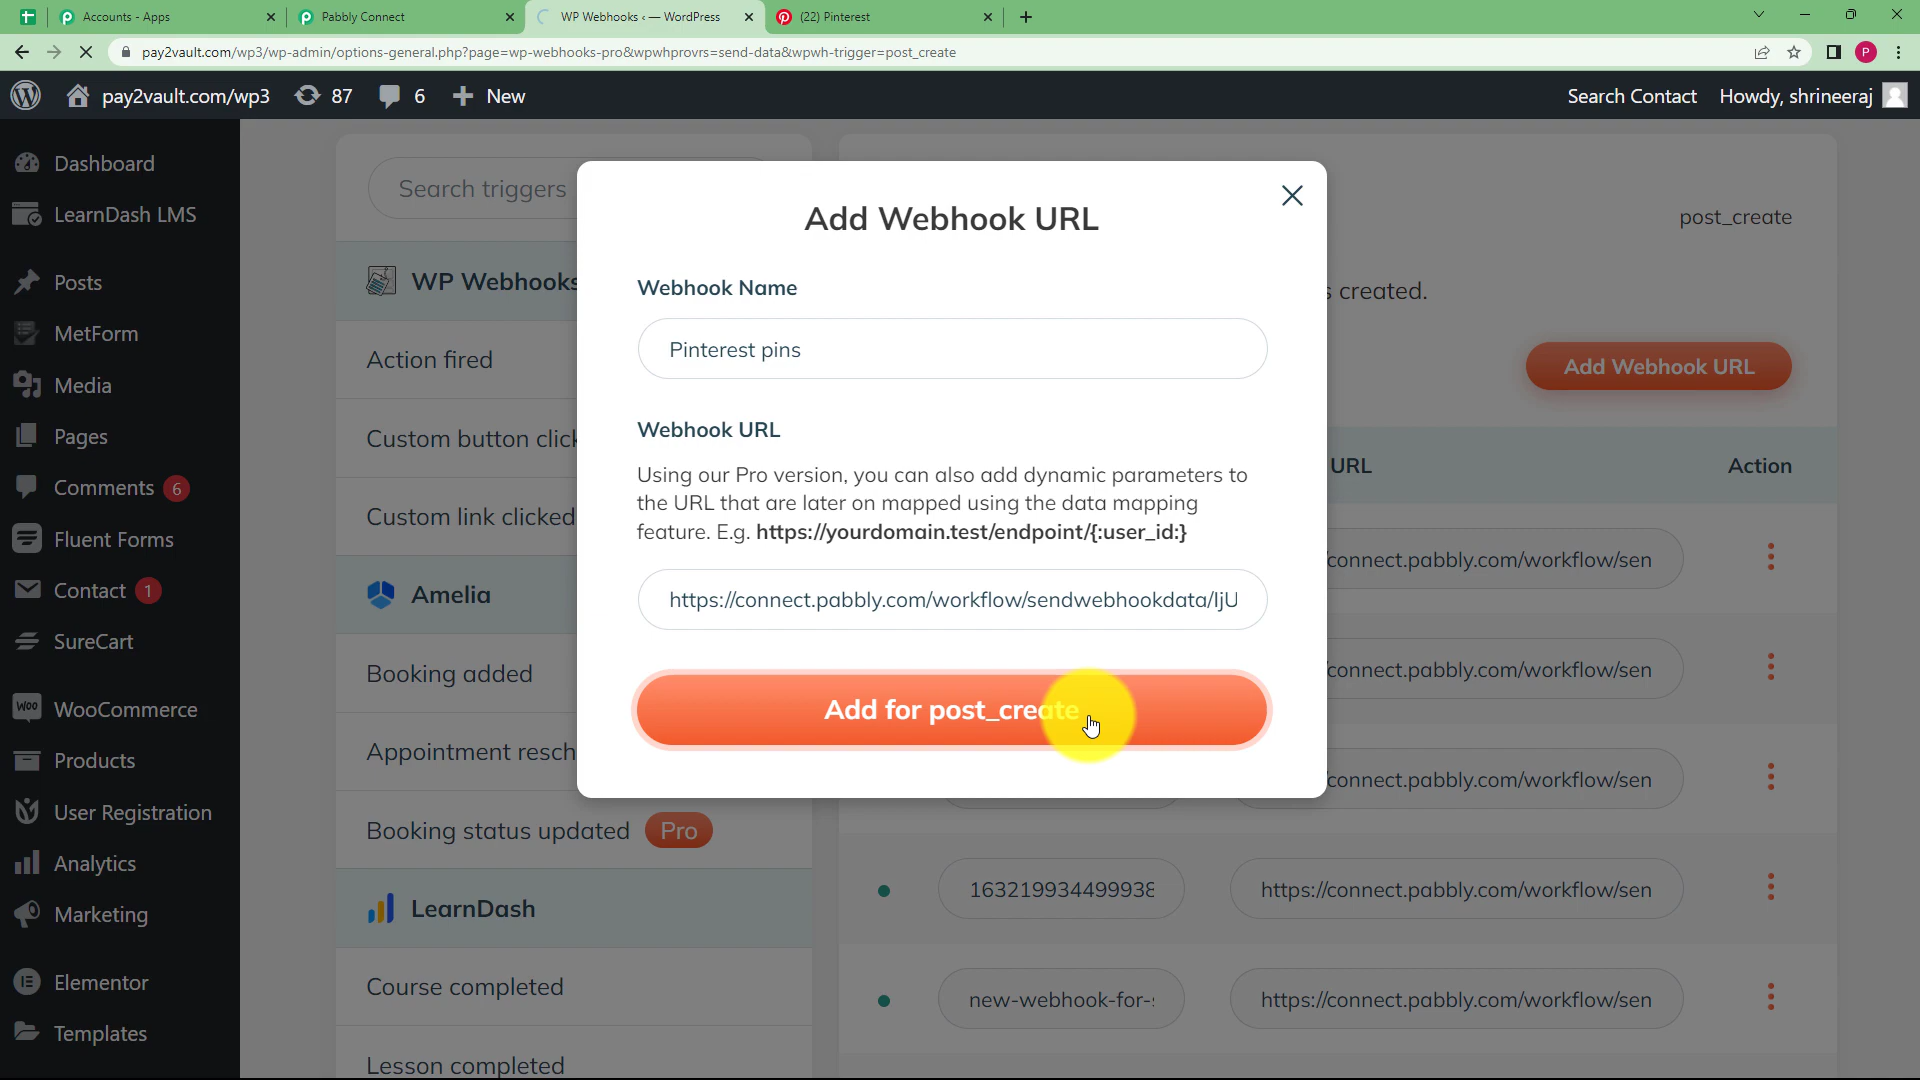 Accounts - Apps
Pabbly Connect
WP Webhooks ‹ — WordPress
(22) Pinterest
pay2vault.com/wp3/wp-admin/options-general.php?page=wp-webhooks-pro&wpwhprovrs=send-data&wpwh-trigger=post_create
P
pay2vault.com/wp3
87
6
New
Search Contact
Howdy, shrineeraj
Dashboard
LearnDash LMS
Posts
MetForm
Media
Pages
Comments 6
Fluent Forms
Contact 1
SureCart
WooCommerce
Products
User Registration
Analytics
Marketing
Elementor
Templates
Search triggers
WP Webhooks
Action fired
Custom button click
Custom link clicked
Amelia
Booking added
Appointment resch
Booking status updated Pro
LearnDash
Course completed
Lesson completed
Add Webhook URL
Webhook Name
Pinterest pins
Webhook URL
Using our Pro version, you can also add dynamic parameters to
the URL that are later on mapped using the data mapping
feature. E.g. https://yourdomain.test/endpoint/{:user_id:}
https://connect.pabbly.com/workflow/sendwebhookdata/IjU
Add for post_create
post_create
created.
Add Webhook URL
URL
Action
connect.pabbly.com/workflow/sen
connect.pabbly.com/workflow/sen
connect.pabbly.com/workflow/sen
163219934499938
https://connect.pabbly.com/workflow/sen
new-webhook-for-
https://connect.pabbly.com/workflow/sen